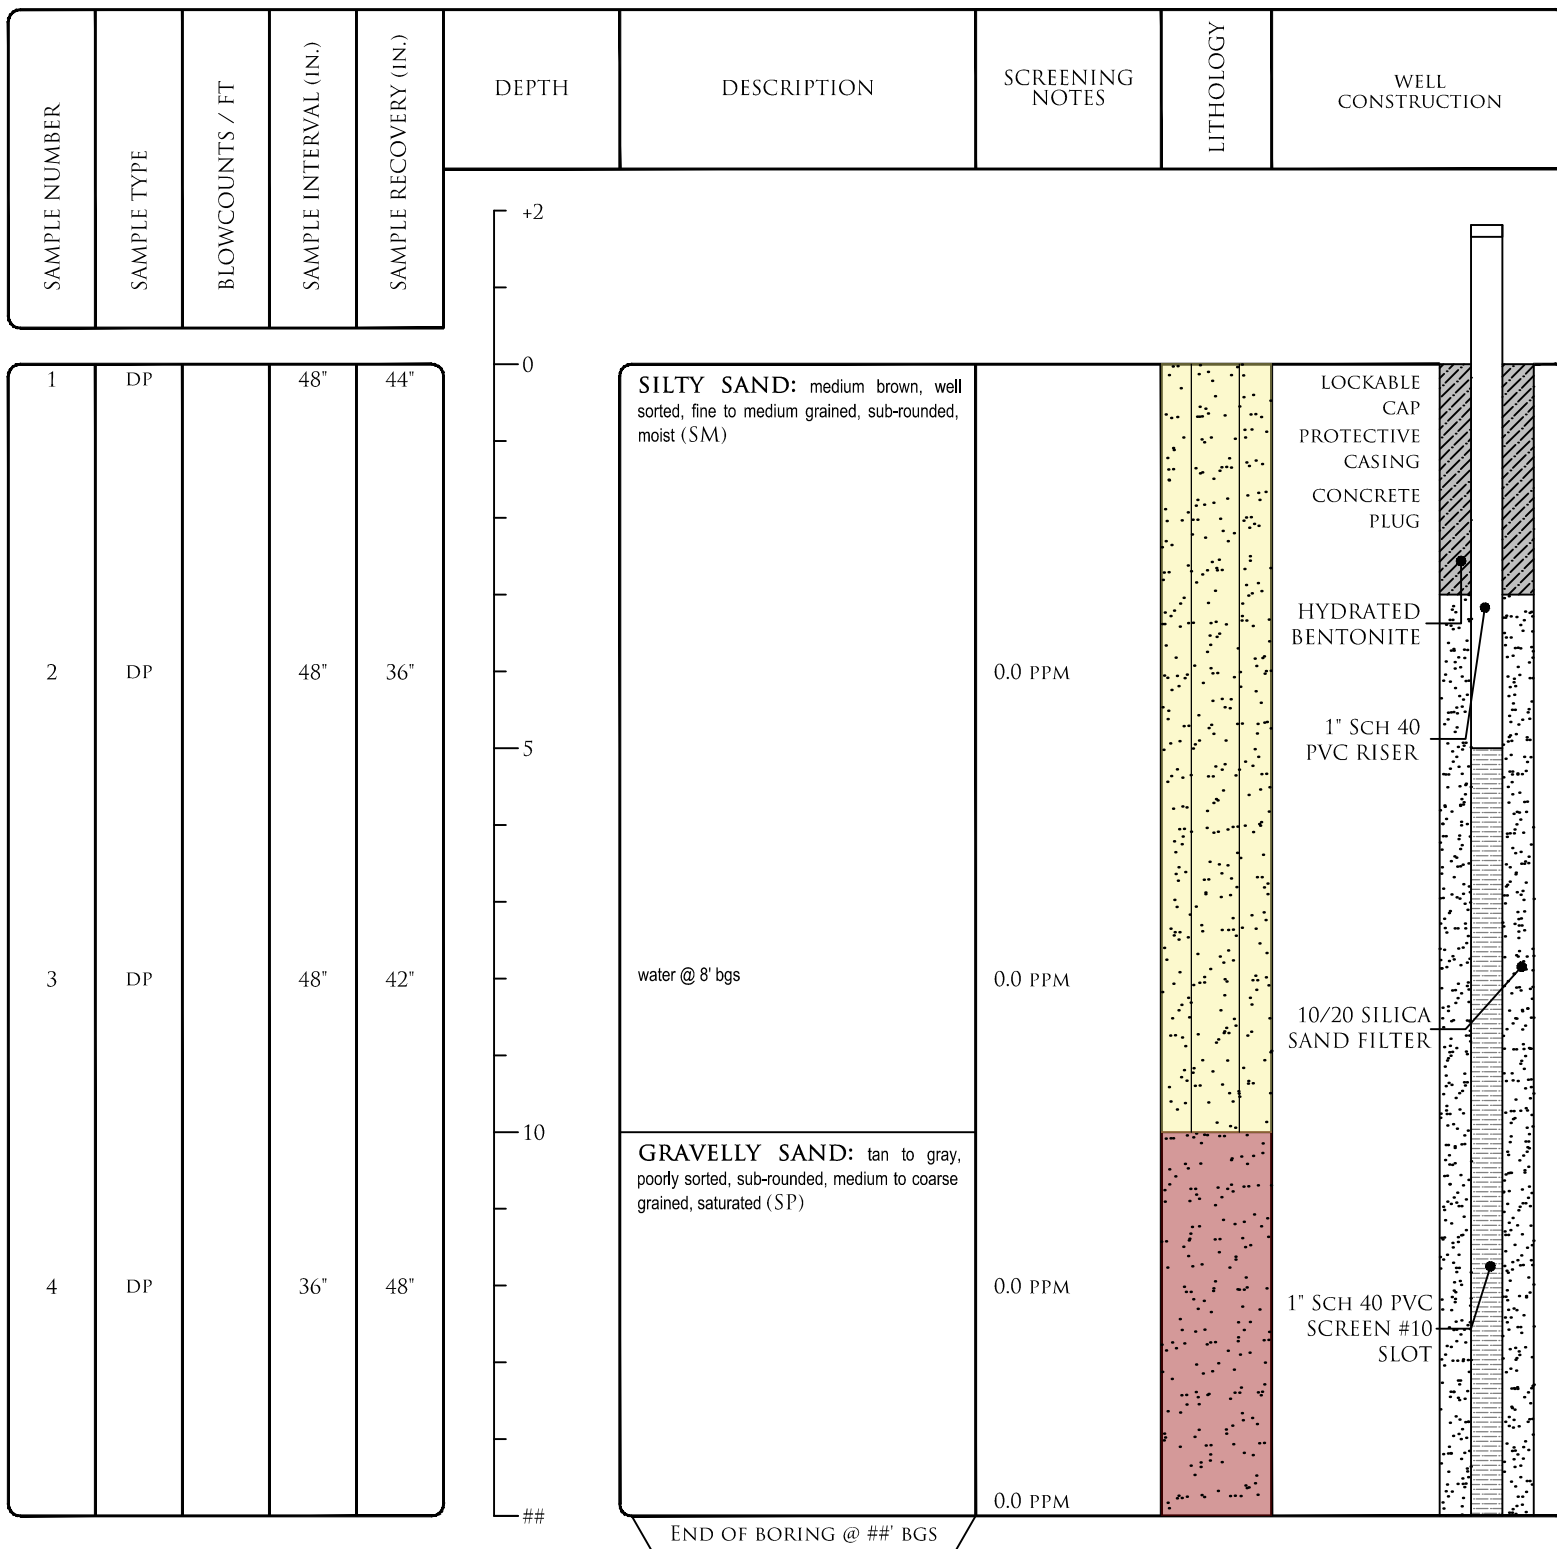 SAMPLE NUMBER
SAMPLE TYPE
BLOWCOUNTS / FT
SAMPLE INTERVAL (IN.)
SAMPLE RECOVERY (IN.)
DEPTH
DESCRIPTION
SCREENING
NOTES
LITHOLOGY
WELL
CONSTRUCTION
+2
0
1 DP 48" 44"
SILTY SAND: medium brown, well
sorted, fine to medium grained, sub-rounded,
moist (SM)
LOCKABLE
CAP
PROTECTIVE
CASING
CONCRETE
PLUG
HYDRATED
BENTONITE
2 DP 48" 36"
0.0 PPM
1" SCH 40
PVC RISER
5
3 DP 48" 42"
water @ 8' bgs
0.0 PPM
10/20 SILICA
SAND FILTER
10
GRAVELLY SAND: tan to gray,
poorly sorted, sub-rounded, medium to coarse
grained, saturated (SP)
4 DP 36" 48"
0.0 PPM
1" SCH 40 PVC
SCREEN #10
SLOT
0.0 PPM
##
END OF BORING @ ##' BGS